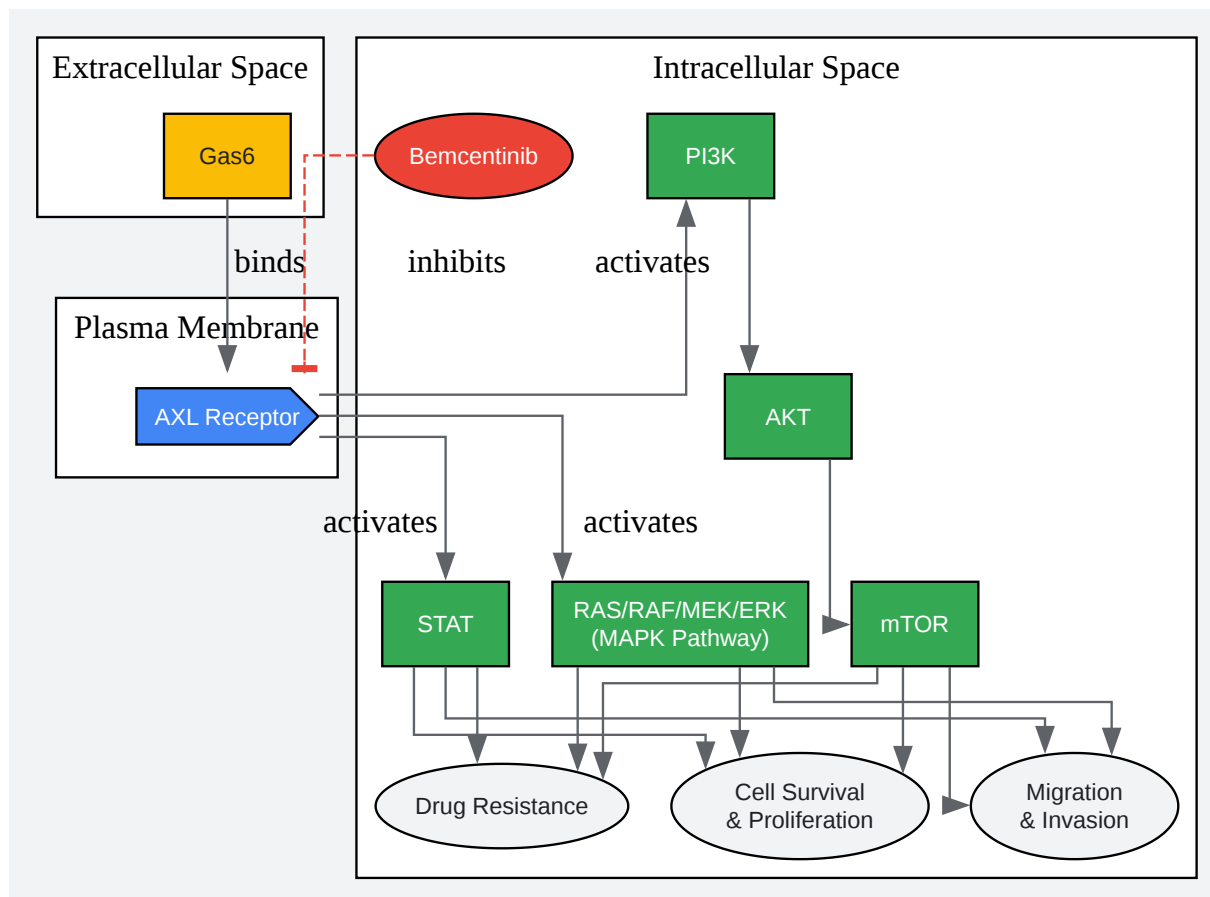 Extracellular Space
Intracellular Space
Gas6
Bemcentinib
PI3K
binds
inhibits
activates
Plasma Membrane
AXL Receptor
AKT
activates
activates
STAT
RAS/RAF/MEK/ERK
(MAPK Pathway)
mTOR
Drug Resistance
Cell Survival
& Proliferation
Migration
& Invasion